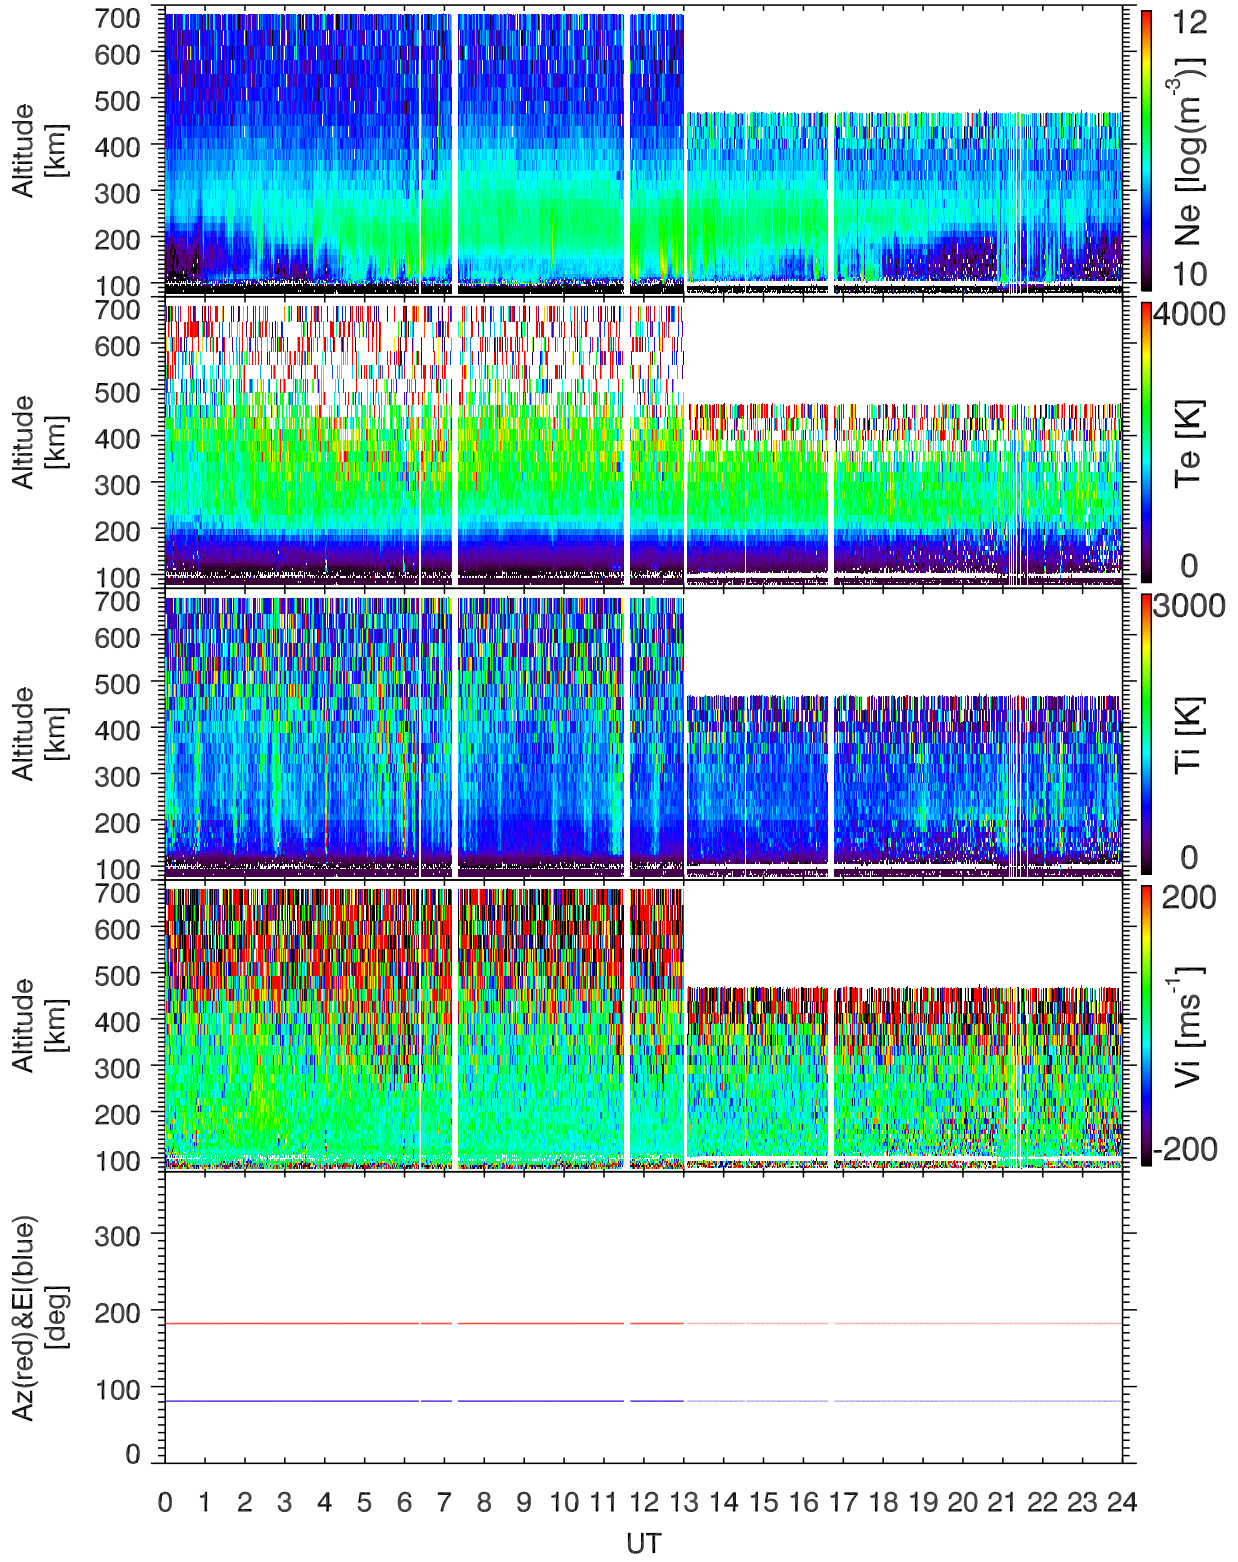 700
600
500
400
300
200
100
Altitude
[km]
12
10
Ne [log(m⁻³)]
700
600
500
400
300
200
100
Altitude
[km]
4000
0
Te [K]
700
600
500
400
300
200
100
Altitude
[km]
3000
0
Ti [K]
700
600
500
400
300
200
100
Altitude
[km]
200
-200
Vi [ms⁻¹]
300
200
100
0
Az(red)&El(blue)
[deg]
0 1 2 3 4 5 6 7 8 9 10 11 12 13 14 15 16 17 18 19 20 21 22 23 24
UT